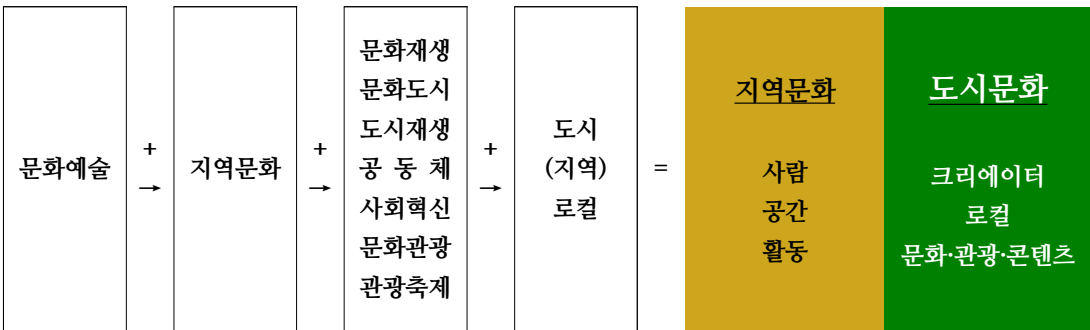 문화예술
+
→
지역문화
+
→
문화재생
문화도시
도시재생
공 동 체
사회혁신
문화관광
관광축제
+
→
도시
(지역)
로컬
=
지역문화
사람
공간
활동
도시문화
크리에이터
로컬
문화·관광·콘텐츠